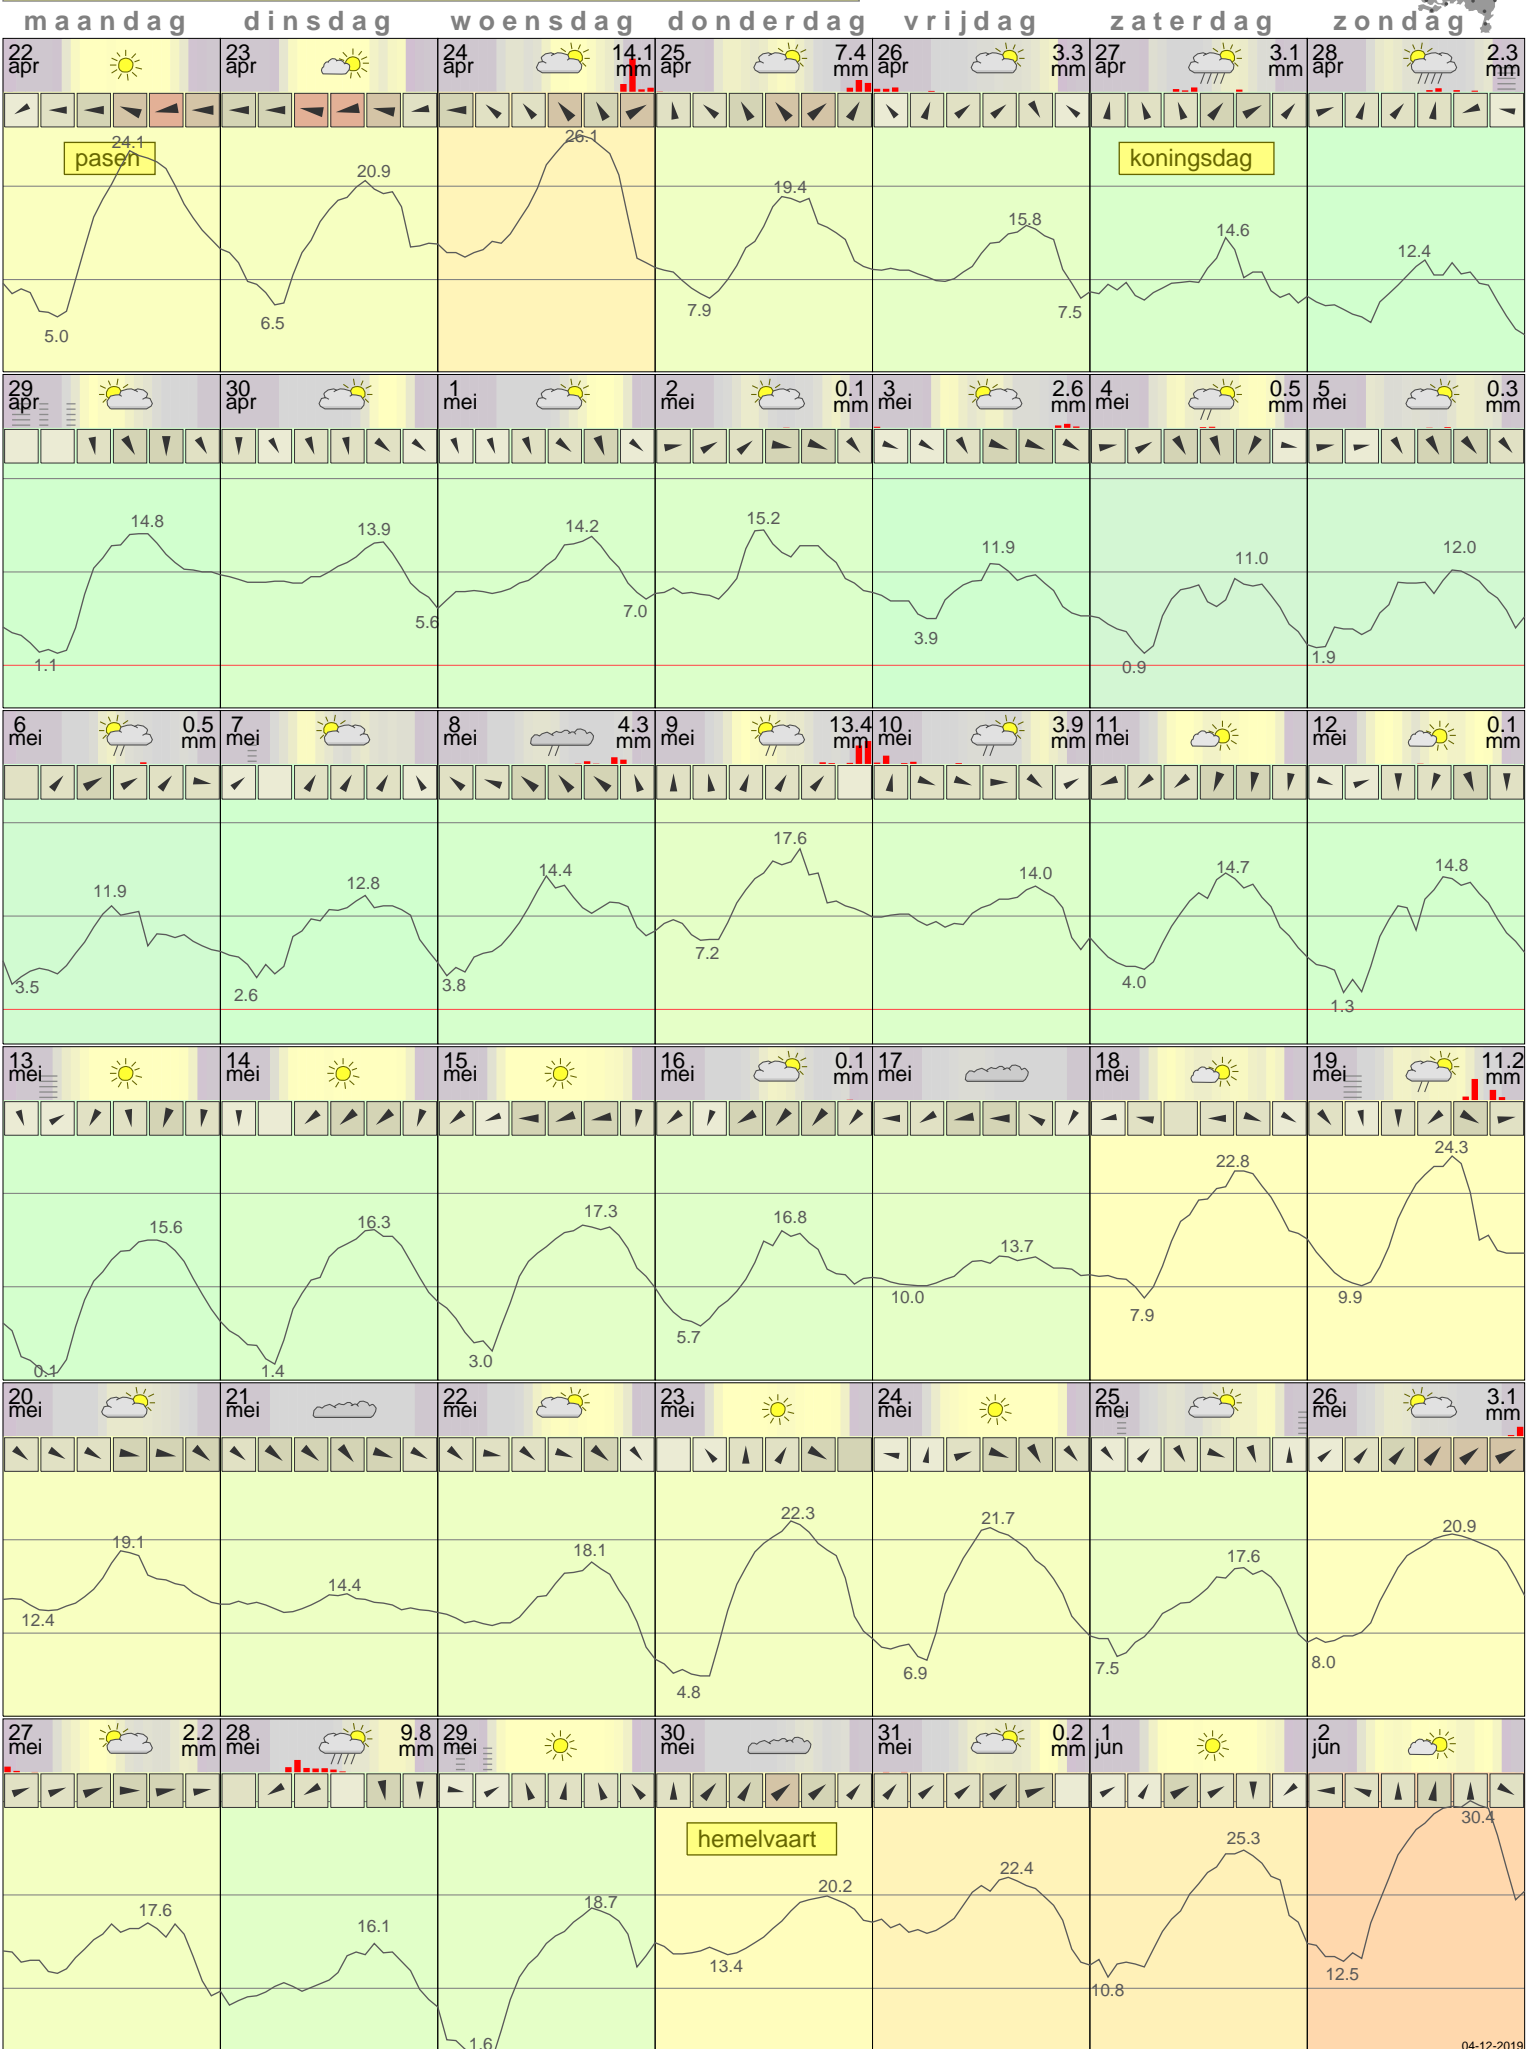 maandag dinsdag woensdag donderdag vrijdag zaterdag zondag
22 23 24 14.1 25 7.4 26 3.3 27 3.1 28 2.3
apr apr apr mm apr mm apr mm apr mm apr mm
24.1 20.9 26.1 19.4 15.8 14.6 12.4
pasen koningsdag
5.0 6.5 7.9 7.5
29 30 1 2 0.1 3 2.6 4 0.5 5 0.3
apr apr mei mei mm mei mm mei mm mei mm
14.8 13.9 14.2 15.2 11.9 11.0 12.0
1.1 5.6 7.0 3.9 0.9 1.9
6 0.5 7 8 4.3 9 13.4 10 3.9 11 12 0.1
mei mm mei mei mm mei mm mei mm mei mei mm
11.9 12.8 14.4 17.6 14.0 14.7 14.8
3.5 2.6 3.8 7.2 4.0 1.3
13 14 15 16 0.1 17 18 19 11.2
mei mei mei mei mm mei mei mei mm
15.6 16.3 17.3 16.8 13.7 22.8 24.3
0.1 1.4 3.0 5.7 10.0 7.9 9.9
20 21 22 23 24 25 26 3.1
mei mei mei mei mei mei mei mm
19.1 14.4 18.1 22.3 21.7 17.6 20.9
12.4 4.8 6.9 7.5 8.0
27 2.2 28 9.8 29 30 31 0.2 1 2
mei mm mei mm mei mei mei mm jun jun
hemelvaart
17.6 16.1 18.7 20.2 22.4 25.3 30.4
1.6 13.4 10.8 12.5
04-12-2019